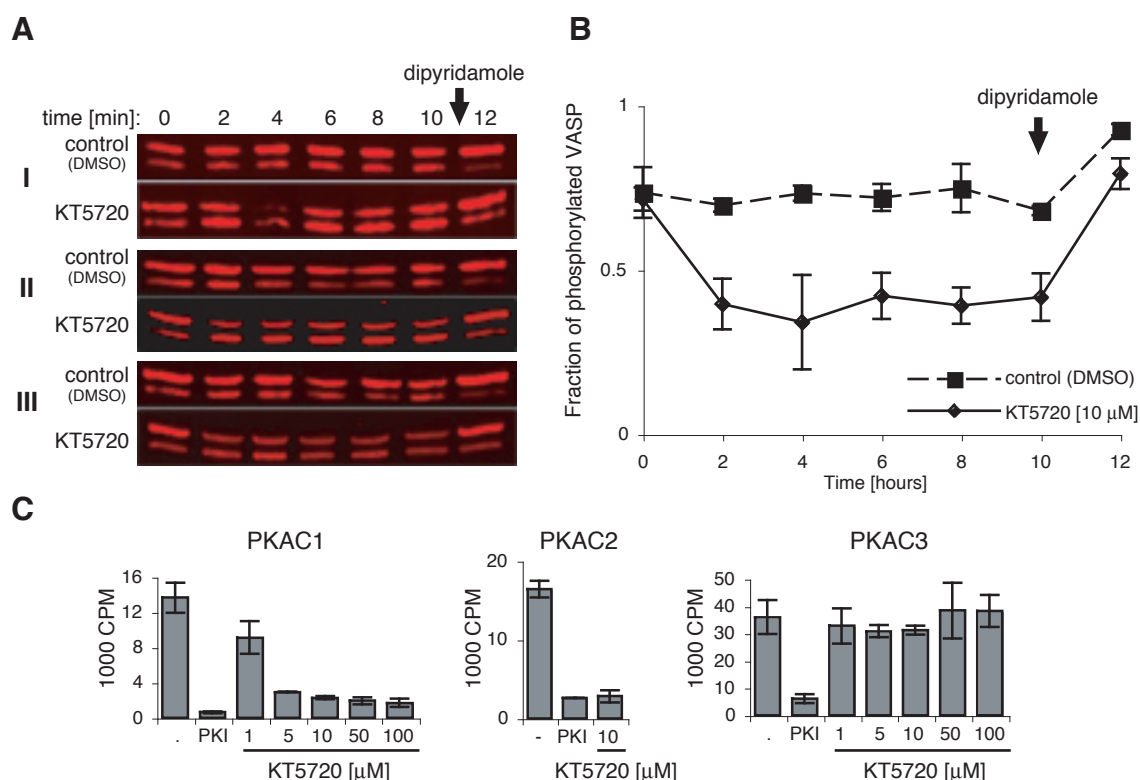 A
dipyridamole
time [min]: 0 2 4 6 8 10 12
I
control
(DMSO)
KT5720
II
control
(DMSO)
KT5720
III
control
(DMSO)
KT5720
B
dipyridamole
Fraction of phosphorylated VASP
1
0.5
0
control (DMSO)
KT5720 [10 μM]
0 2 4 6 8 10 12
Time [hours]
C
PKAC1
1000 CPM
16
12
8
4
0
. PKI 1 5 10 50 100
KT5720 [μM]
PKAC2
1000 CPM
20
10
0
- PKI 10
KT5720 [μM]
PKAC3
1000 CPM
50
40
30
20
10
0
. PKI 1 5 10 50 100
KT5720 [μM]